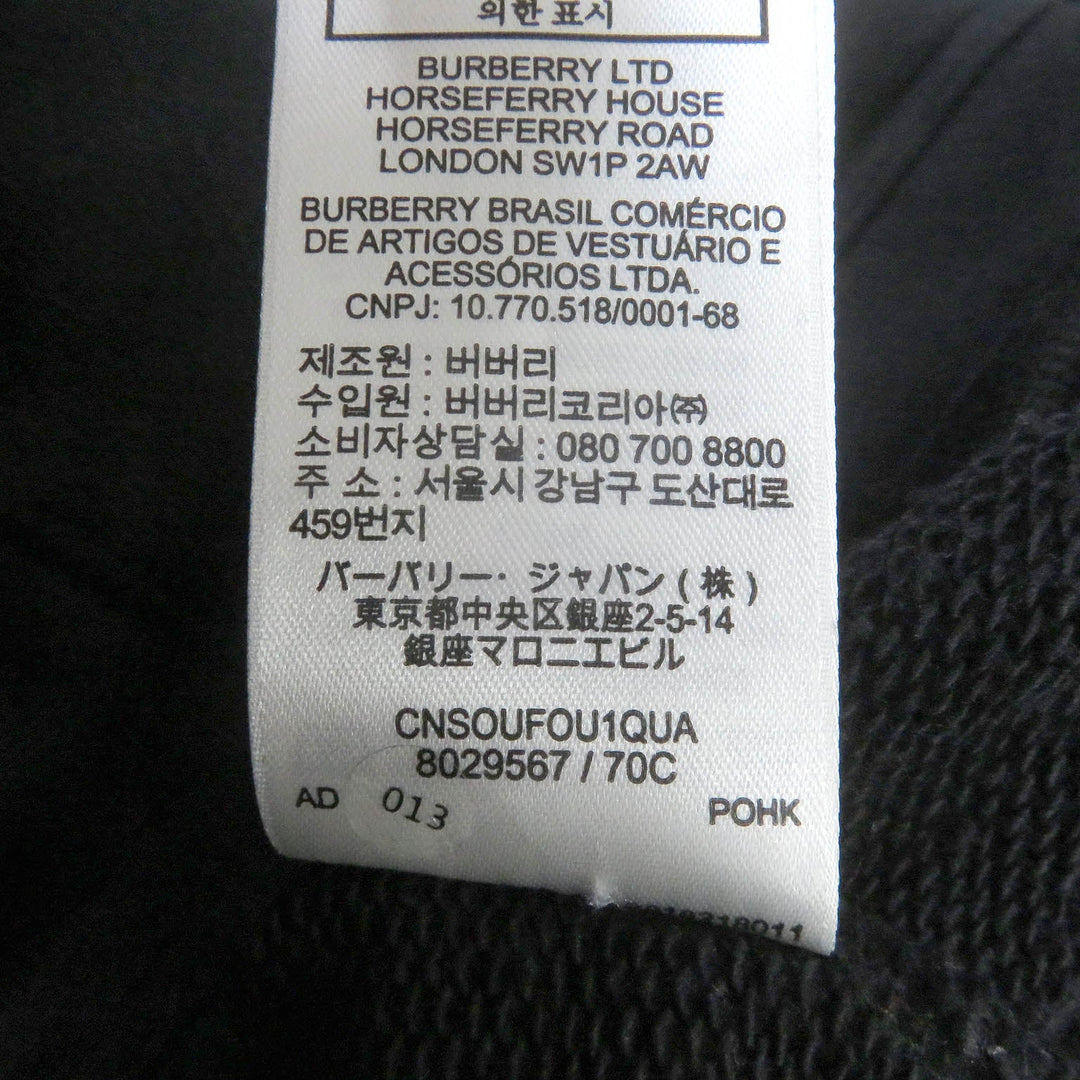 의한 표시
BURBERRY LTD
HORSEFERRY HOUSE
HORSEFERRY ROAD
LONDON SW1P 2AW
BURBERRY BRASIL COMÉRCIO
DE ARTIGOS DE VESTUÁRIO E
ACESSÓRIOS LTDA.
CNPJ: 10.770.518/0001-68
제조원 : 버버리
수입원 : 버버리코리아㈜
소비자상담실 : 080 700 8800
주 소 : 서울시 강남구 도산대로
459번지
バーバリー· ジャパン ( 株 )
東京都中央区銀座2-5-14
銀座マロニエビル
CNSOUFOU1QUA
8029567 / 70C
AD 013 POHK